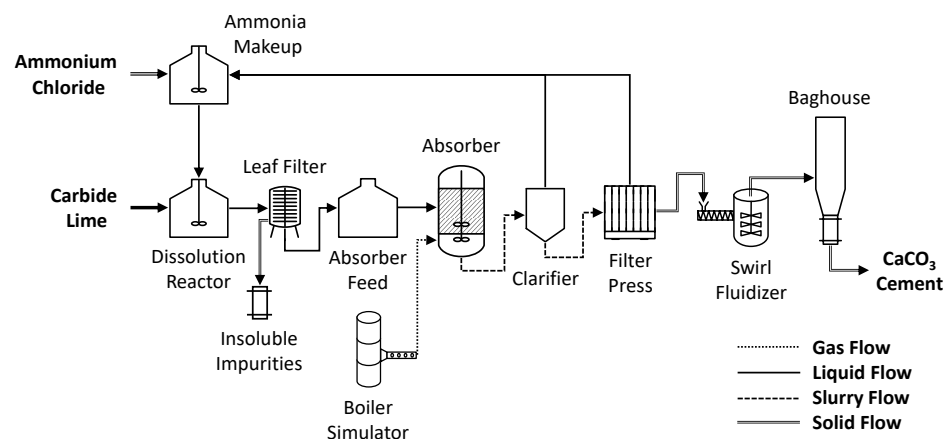 Ammonia
Makeup
Ammonium
Chloride
Baghouse
Leaf Filter
Absorber
Carbide
Lime
Dissolution
Reactor
Absorber
Feed
Clarifier
Filter
Press
Swirl
Fluidizer
CaCO₃
Cement
Insoluble
Impurities
Boiler
Simulator
Gas Flow
Liquid Flow
Slurry Flow
Solid Flow